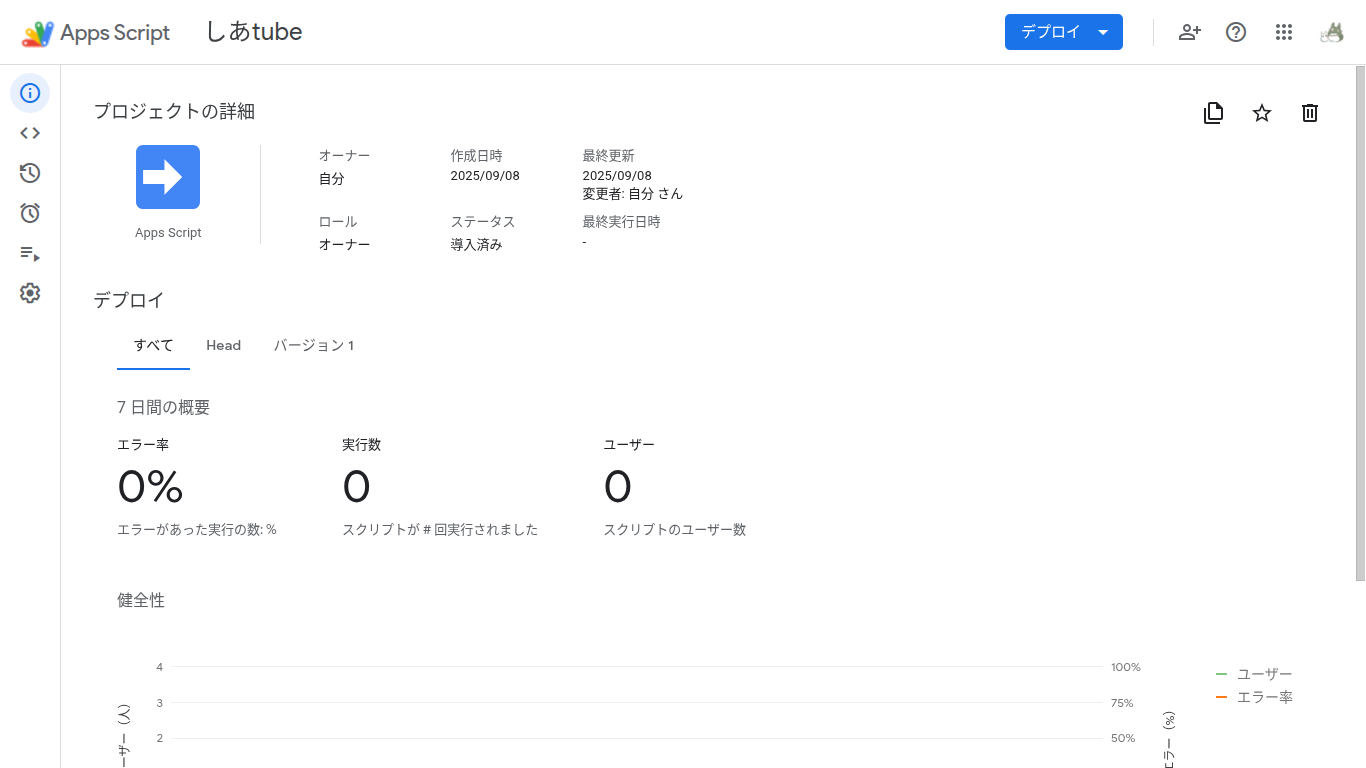 Apps Script
しあtube
デプロイ
プロジェクトの詳細
Apps Script
オーナー
自分
作成日時
2025/09/08
最終更新
2025/09/08
変更者: 自分 さん
ロール
オーナー
ステータス
導入済み
最終実行日時
-
デプロイ
すべて
Head
バージョン 1
7 日間の概要
エラー率
0%
エラーがあった実行の数: %
実行数
0
スクリプトが # 回実行されました
ユーザー
0
スクリプトのユーザー数
健全性
4
3
2
100%
75%
50%
ーザー（人）
エラー（%）
ユーザー
エラー率